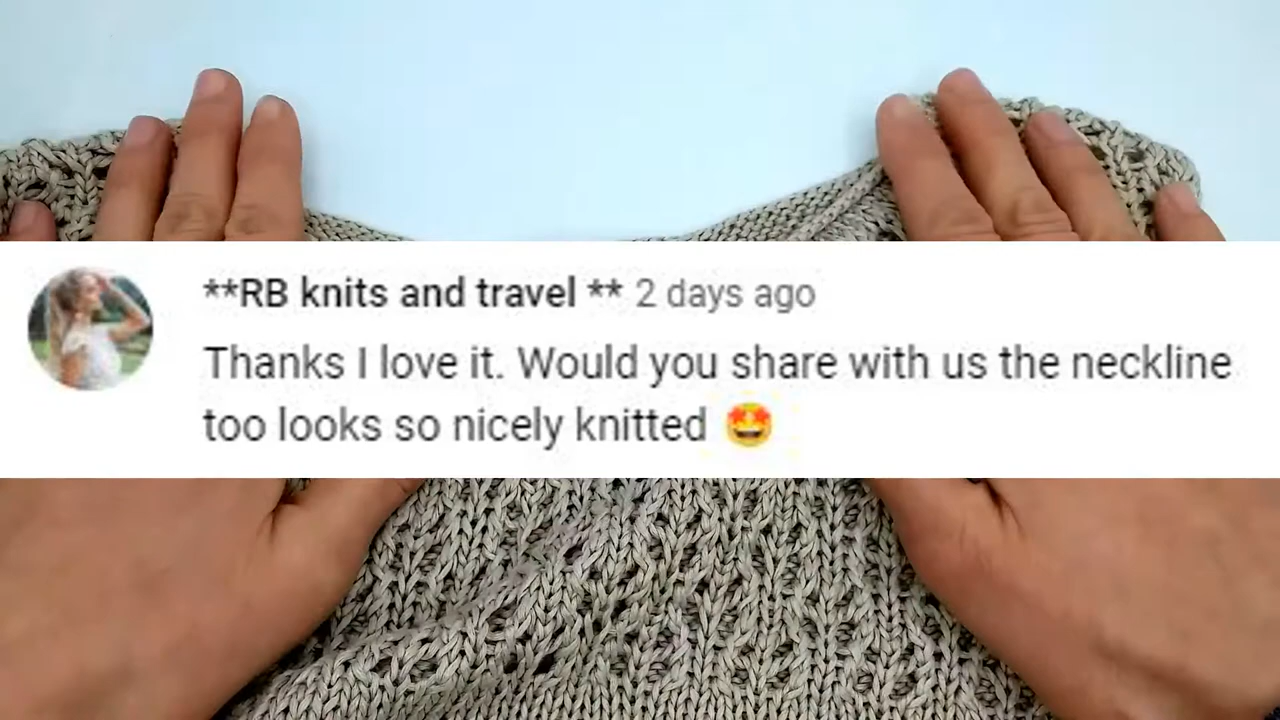 **RB knits and travel ** 2 days ago
Thanks I love it. Would you share with us the neckline
too looks so nicely knitted 🤩